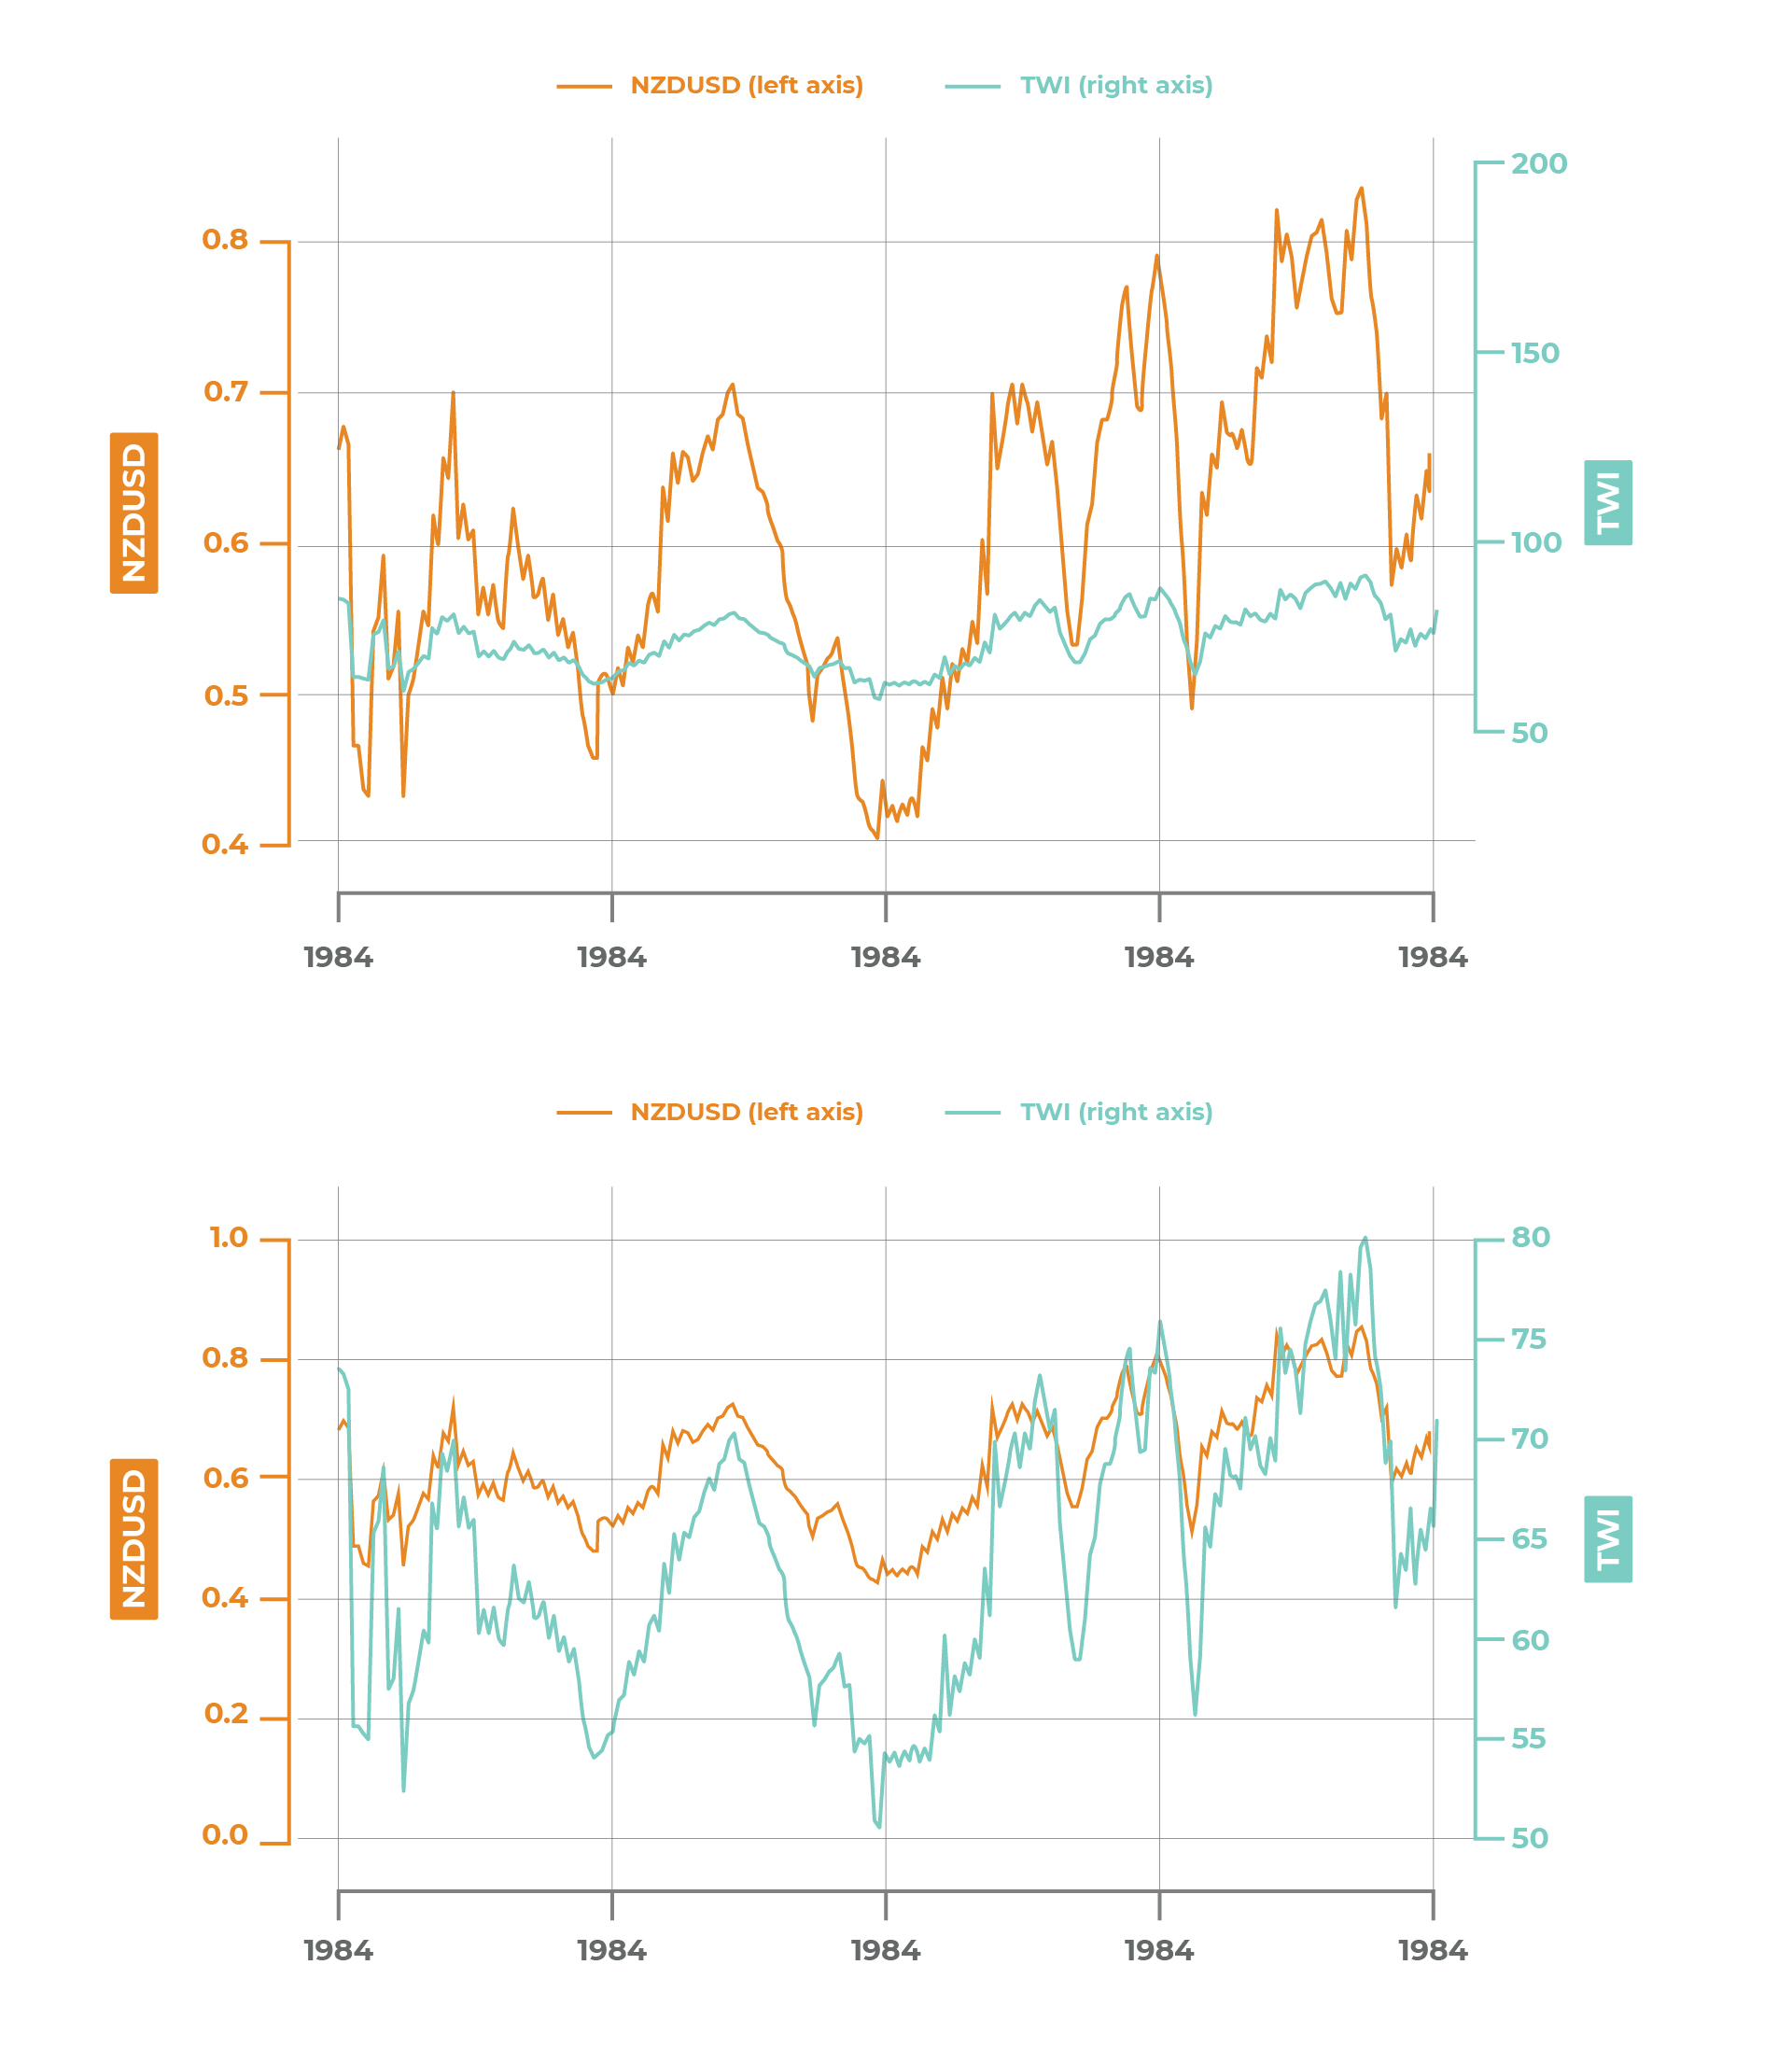 NZDUSD (left axis) TWI (right axis)
200
0.8
150
0.7
NZDUSD
TWI
0.6
100
0.5
50
0.4
1984 1984 1984 1984 1984
NZDUSD (left axis) TWI (right axis)
1.0 80
0.8 75
70
0.6
NZDUSD
TWI
65
0.4
60
0.2
55
0.0 50
1984 1984 1984 1984 1984